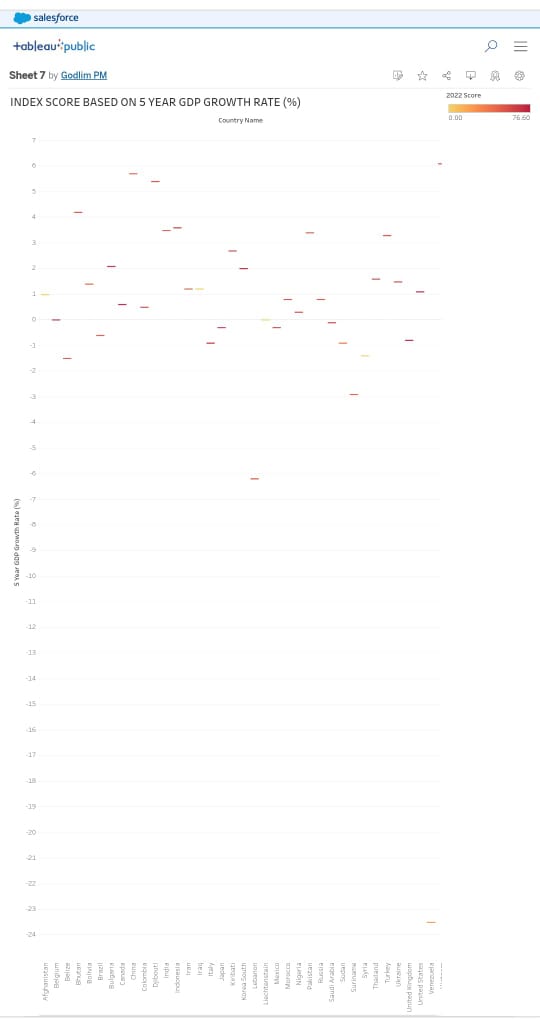 salesforce
+ableau public
Sheet 7 by Godlim PM
INDEX SCORE BASED ON 5 YEAR GDP GROWTH RATE (%)
2022 Score
0.00 76.60
Country Name
7
6
5
4
3
2
1
0
-1
-2
-3
-4
-5
-6
-7
-8
-9
-10
-11
-12
-13
-14
-15
-16
-17
-18
-19
-20
-21
-22
-23
-24
5 Year GDP Growth Rate (%)
Afghanistan
Belgium
Belize
Bhutan
Bolivia
Brazil
Bulgaria
Canada
China
Colombia
Djibouti
India
Indonesia
Iran
Iraq
Italy
Japan
Kiribati
Korea South
Lebanon
Liechtenstein
Mexico
Morocco
Nigeria
Pakistan
Russia
Saudi Arabia
Sudan
Suriname
Syria
Thailand
Turkey
Ukraine
United Kingdom
United States
Venezuela